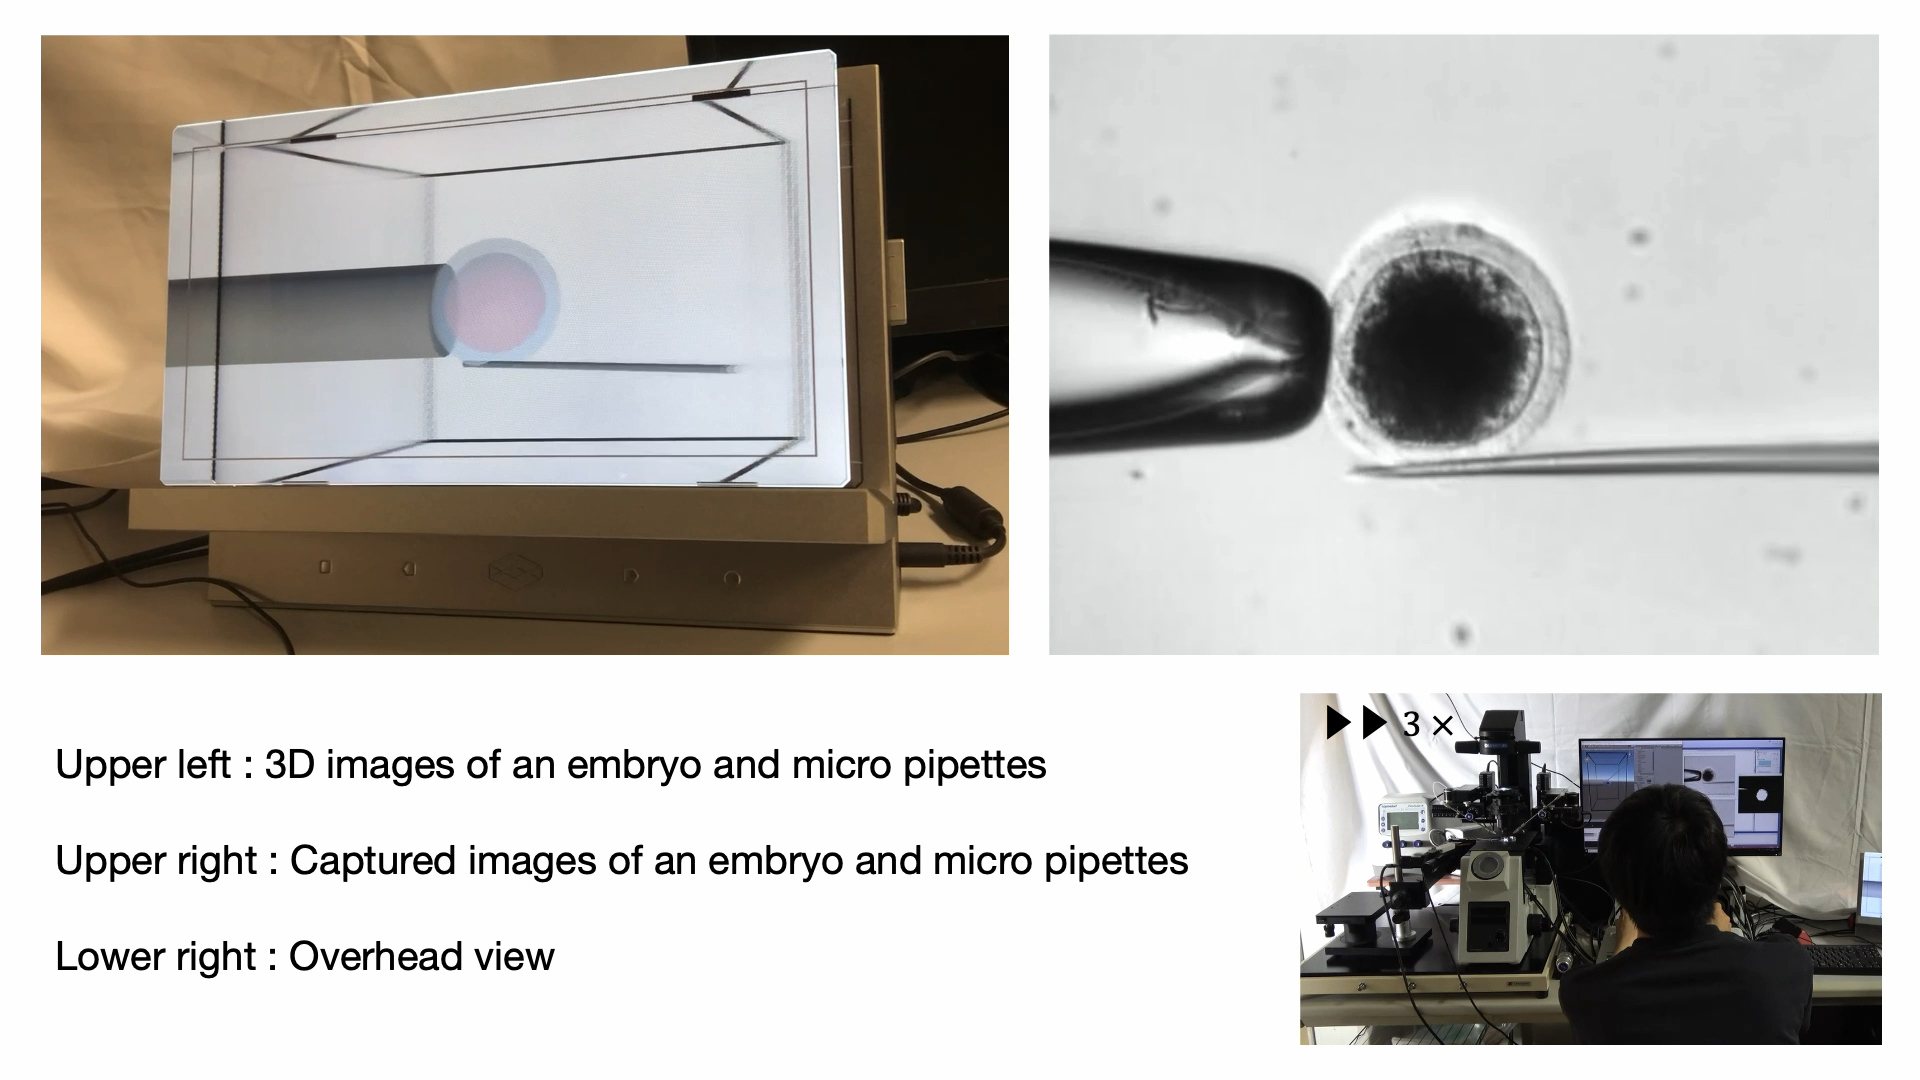 3 ×
Upper left : 3D images of an embryo and micro pipettes
Upper right : Captured images of an embryo and micro pipettes
Lower right : Overhead view